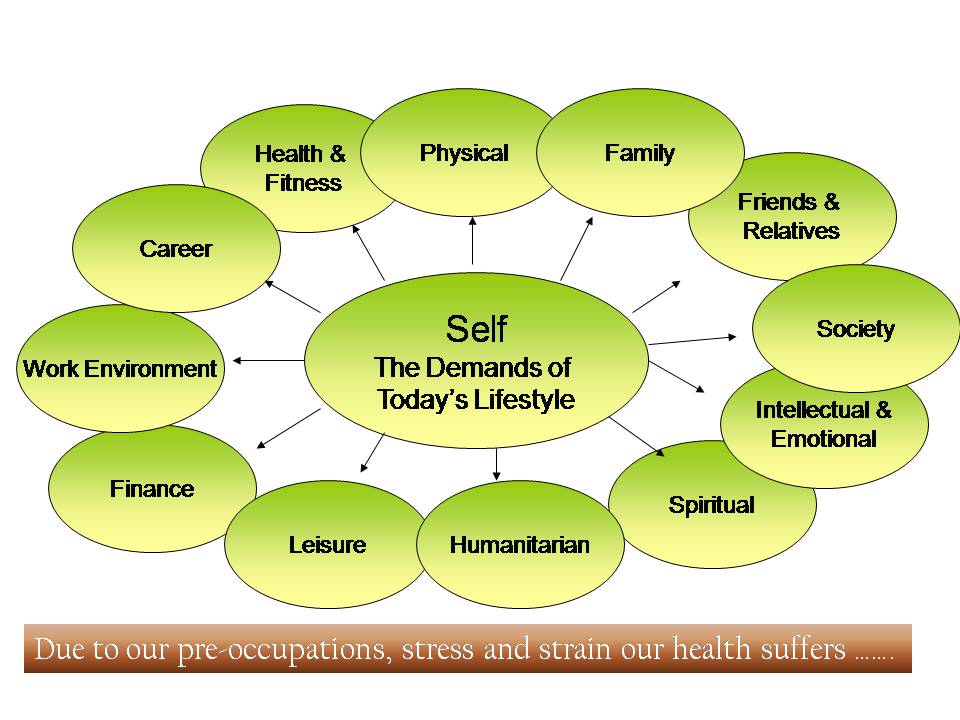 Health &
Fitness
Physical
Family
Friends &
Relatives
Career
Society
Self
The Demands of
Today's Lifestyle
Work Environment
Intellectual &
Emotional
Finance
Spiritual
Leisure
Humanitarian
Due to our pre-occupations, stress and strain our health suffers …….